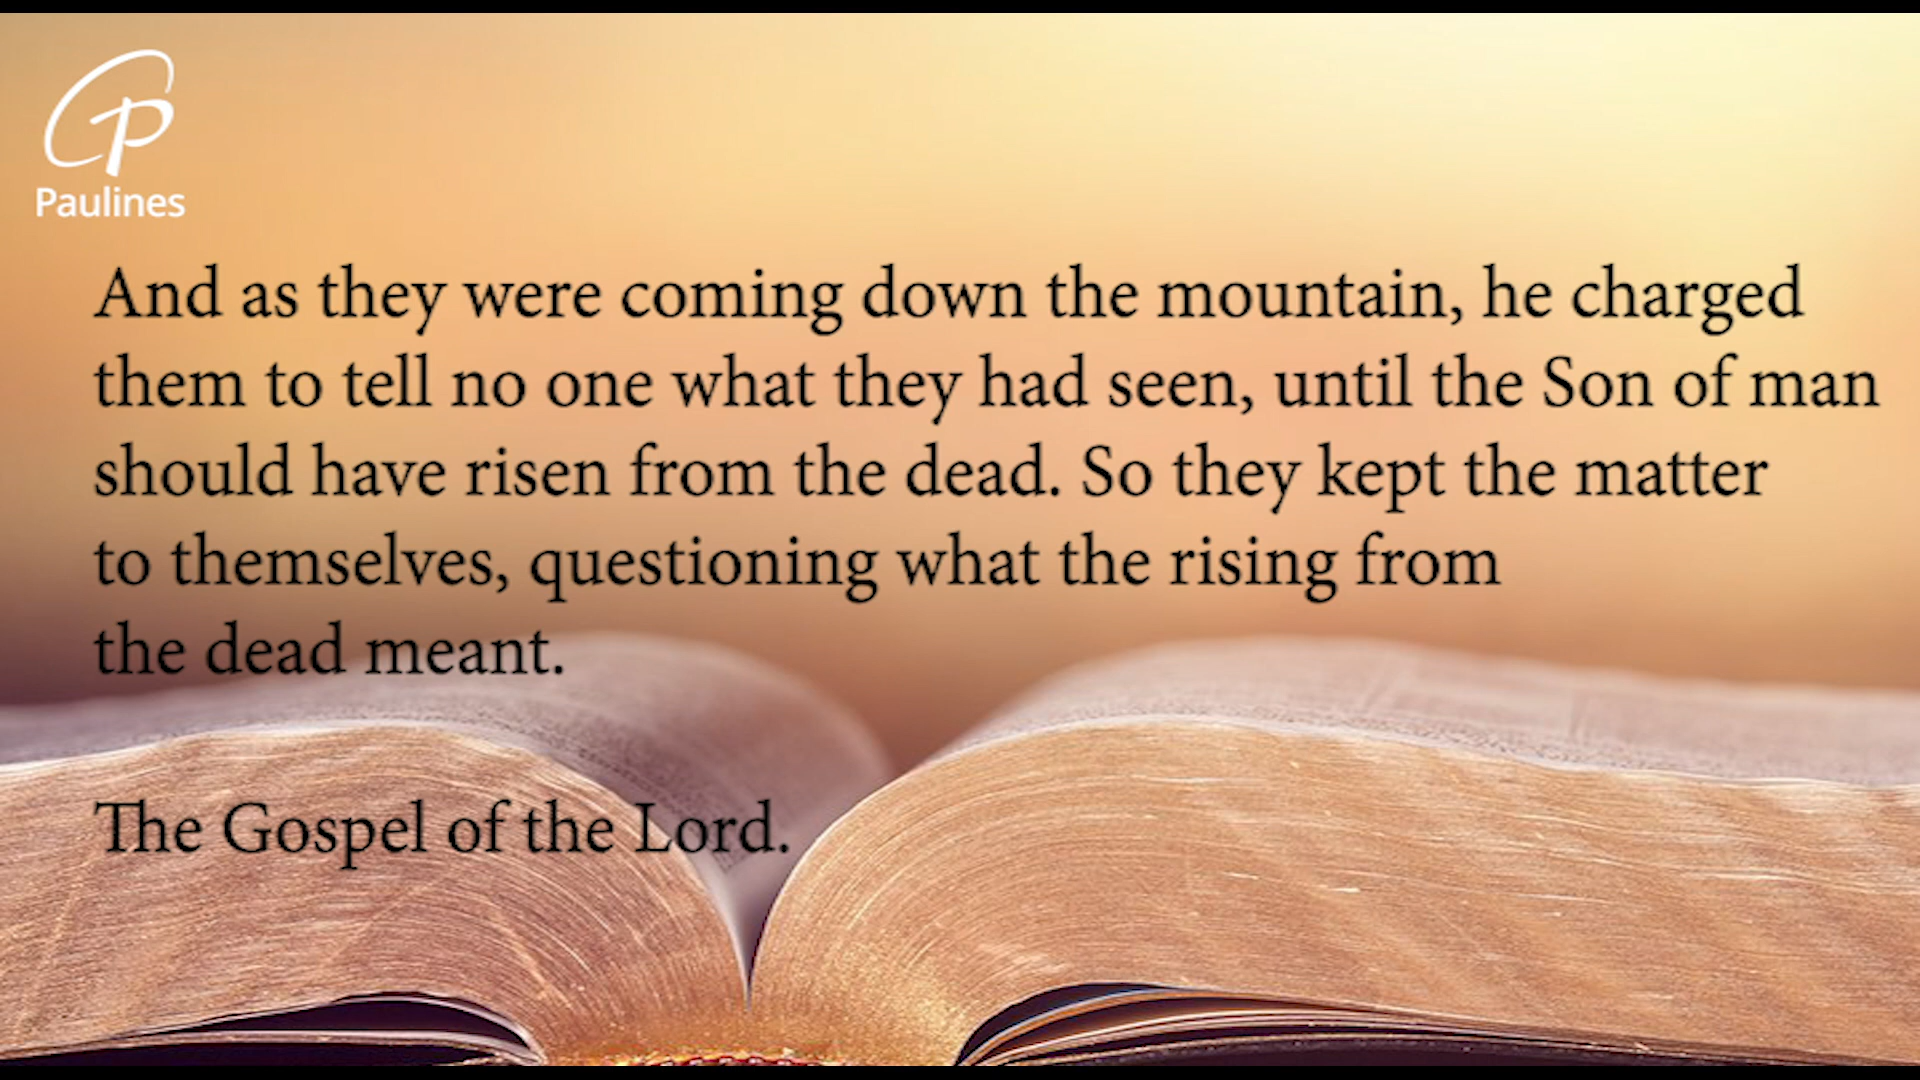 Paulines
And as they were coming down the mountain, he charged
them to tell no one what they had seen, until the Son of man
should have risen from the dead. So they kept the matter
to themselves, questioning what the rising from
the dead meant.
The Gospel of the Lord.